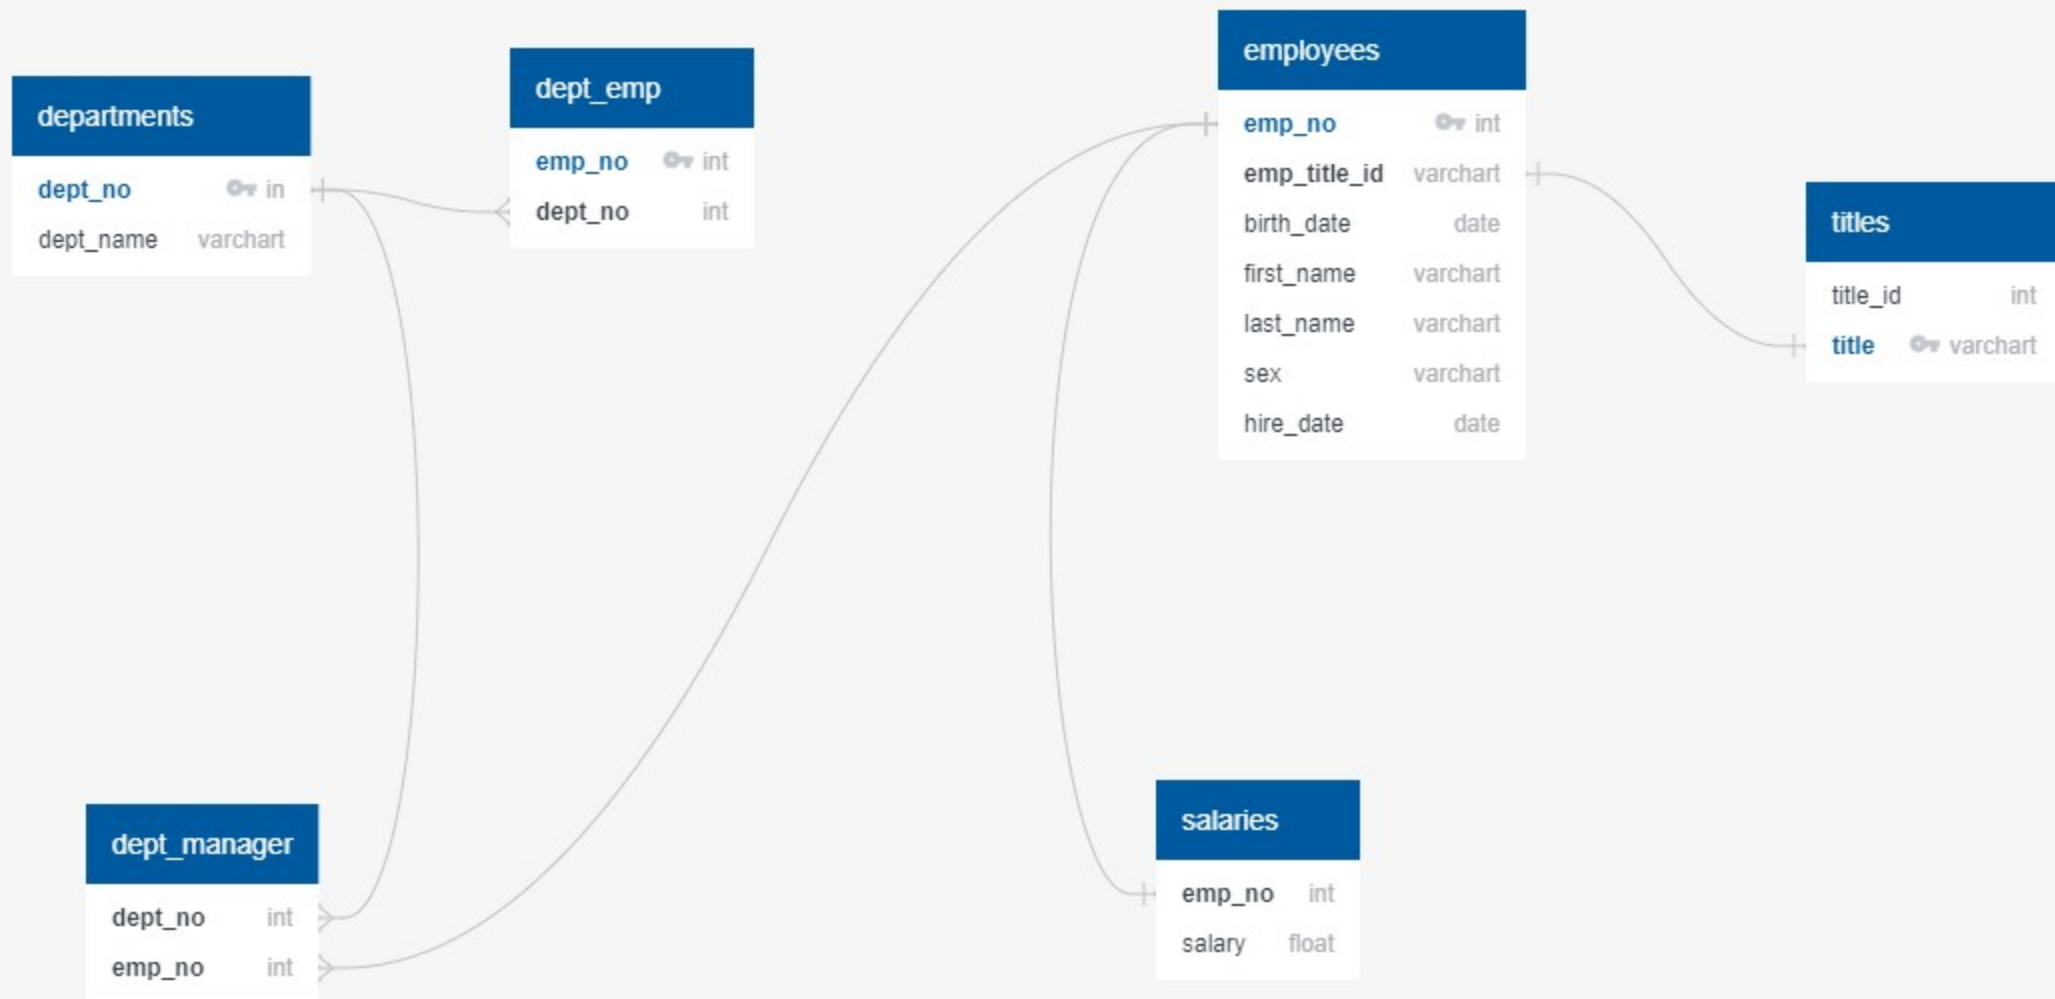 departments
dept_no in
dept_name varchart
dept_emp
emp_no int
dept_no int
employees
emp_no int
emp_title_id varchart
birth_date date
first_name varchart
last_name varchart
sex varchart
hire_date date
titles
title_id int
title varchart
dept_manager
dept_no int
emp_no int
salaries
emp_no int
salary float